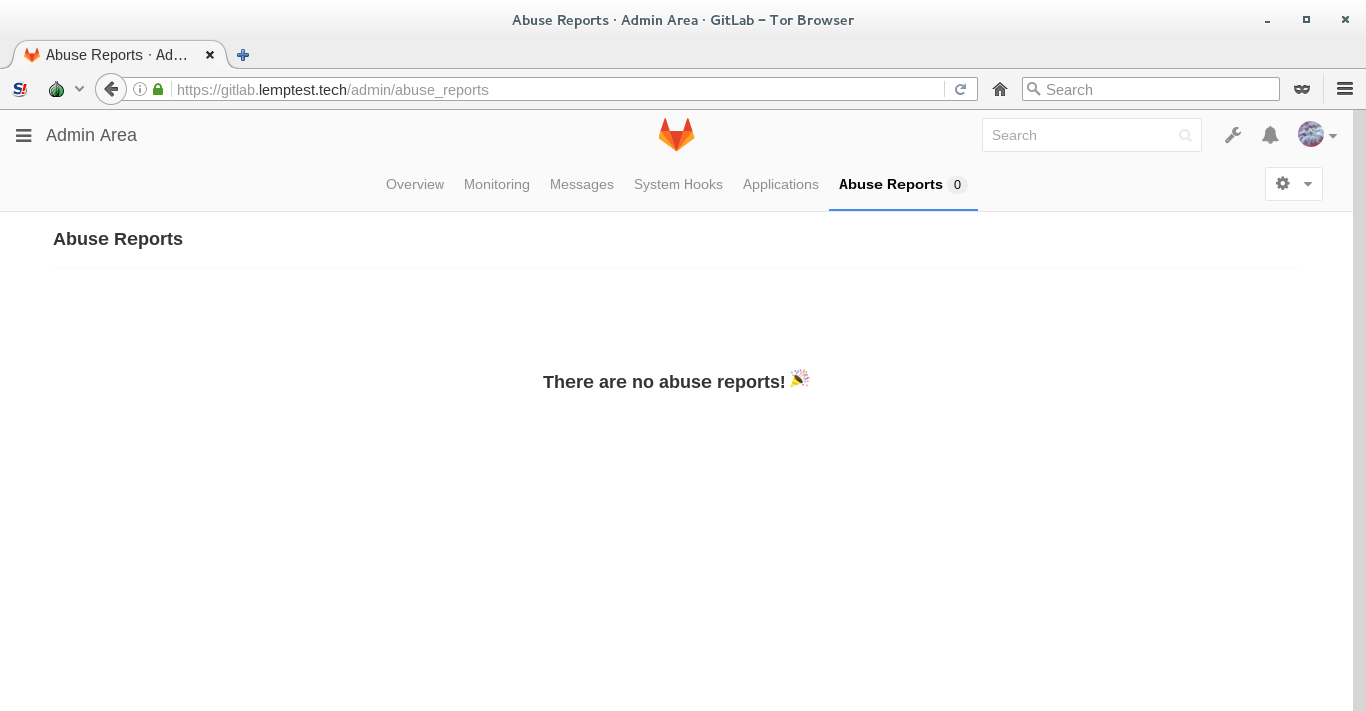 Abuse Reports · Admin Area · GitLab – Tor Browser
Abuse Reports · Ad…
https://gitlab.lemptest.tech/admin/abuse_reports
Search
Admin Area
Search
Overview Monitoring Messages System Hooks Applications Abuse Reports 0
Abuse Reports
There are no abuse reports!